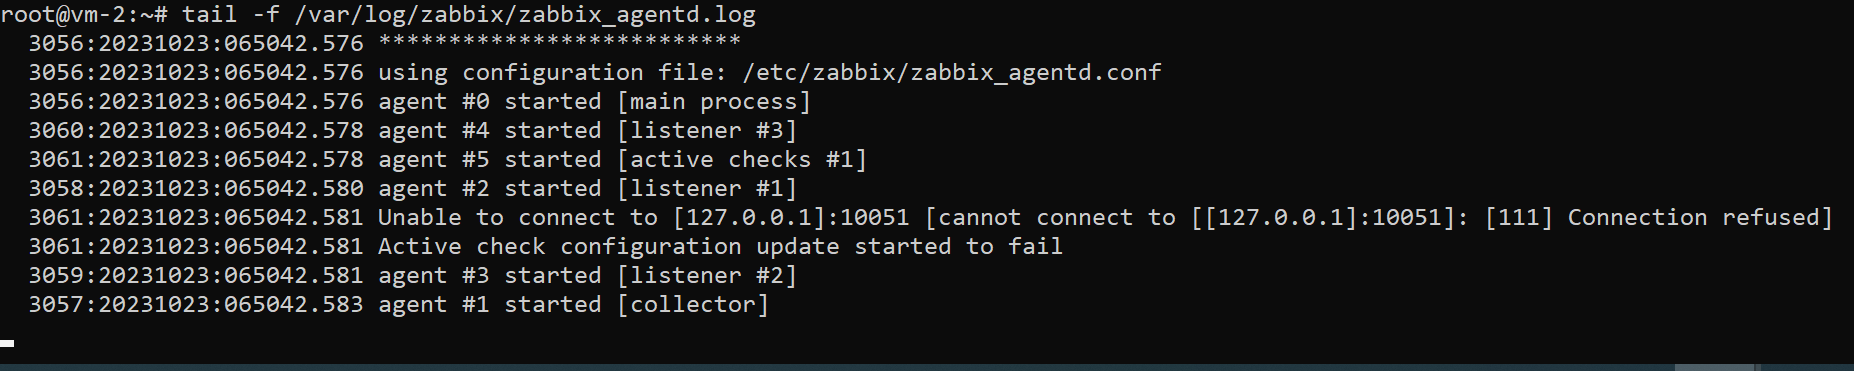 root@vm-2:~# tail -f /var/log/zabbix/zabbix_agentd.log
  3056:20231023:065042.576 **************************
  3056:20231023:065042.576 using configuration file: /etc/zabbix/zabbix_agentd.conf
  3056:20231023:065042.576 agent #0 started [main process]
  3060:20231023:065042.578 agent #4 started [listener #3]
  3061:20231023:065042.578 agent #5 started [active checks #1]
  3058:20231023:065042.580 agent #2 started [listener #1]
  3061:20231023:065042.581 Unable to connect to [127.0.0.1]:10051 [cannot connect to [[127.0.0.1]:10051]: [111] Connection refused]
  3061:20231023:065042.581 Active check configuration update started to fail
  3059:20231023:065042.581 agent #3 started [listener #2]
  3057:20231023:065042.583 agent #1 started [collector]